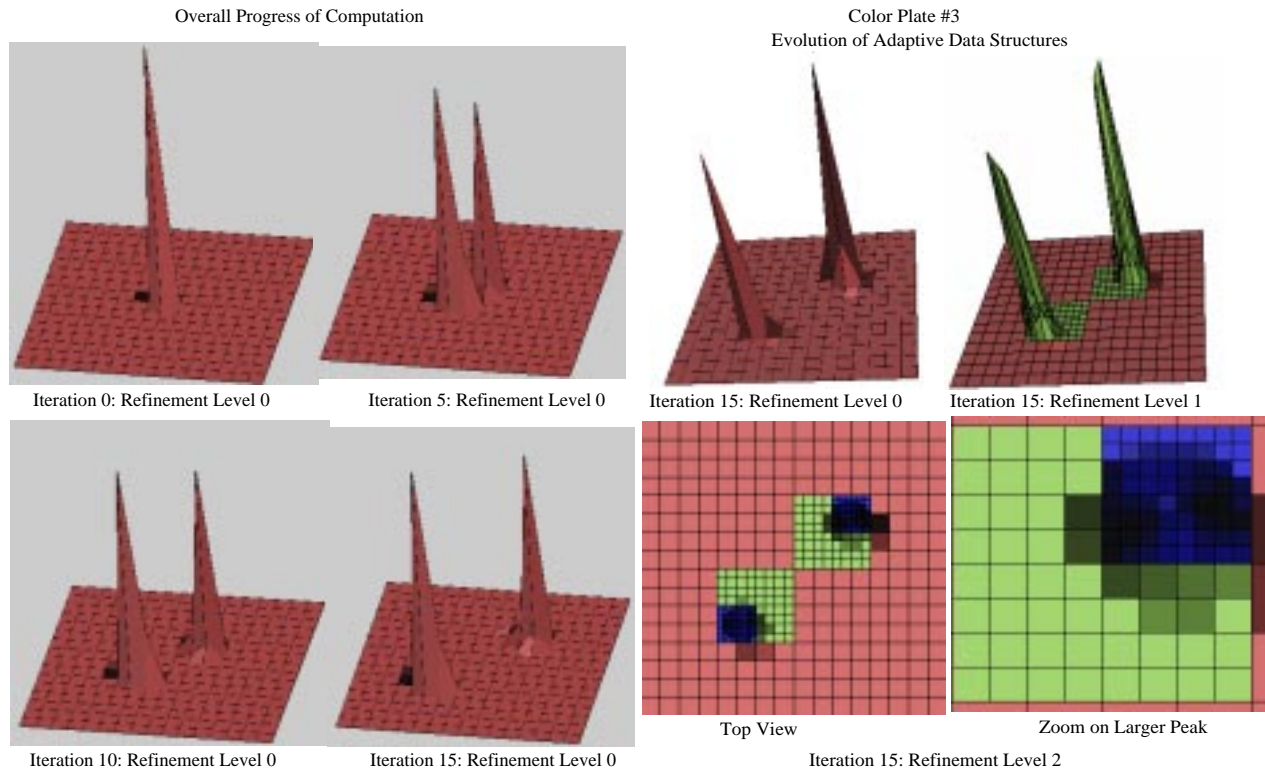 Overall Progress of Computation
Color Plate #3
Evolution of Adaptive Data Structures
Iteration 0: Refinement Level 0
Iteration 5: Refinement Level 0
Iteration 15: Refinement Level 0
Iteration 15: Refinement Level 1
Iteration 10: Refinement Level 0
Iteration 15: Refinement Level 0
Top View
Zoom on Larger Peak
Iteration 15: Refinement Level 2